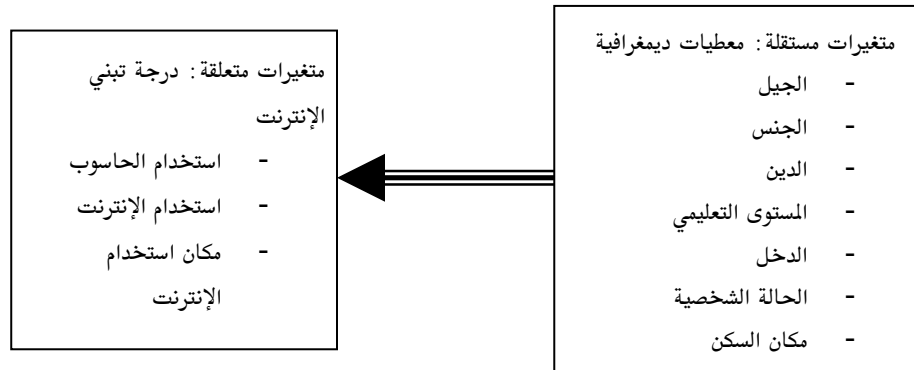 متغيرات مستقلة: معطيات ديمغرافية
- الجيل
- الجنس
- الدين
- المستوى التعليمي
- الدخل
- الحالة الشخصية
- مكان السكن
متغيرات متعلقة: درجة تبني
الإنترنت
- استخدام الحاسوب
- استخدام الإنترنت
- مكان استخدام
الإنترنت